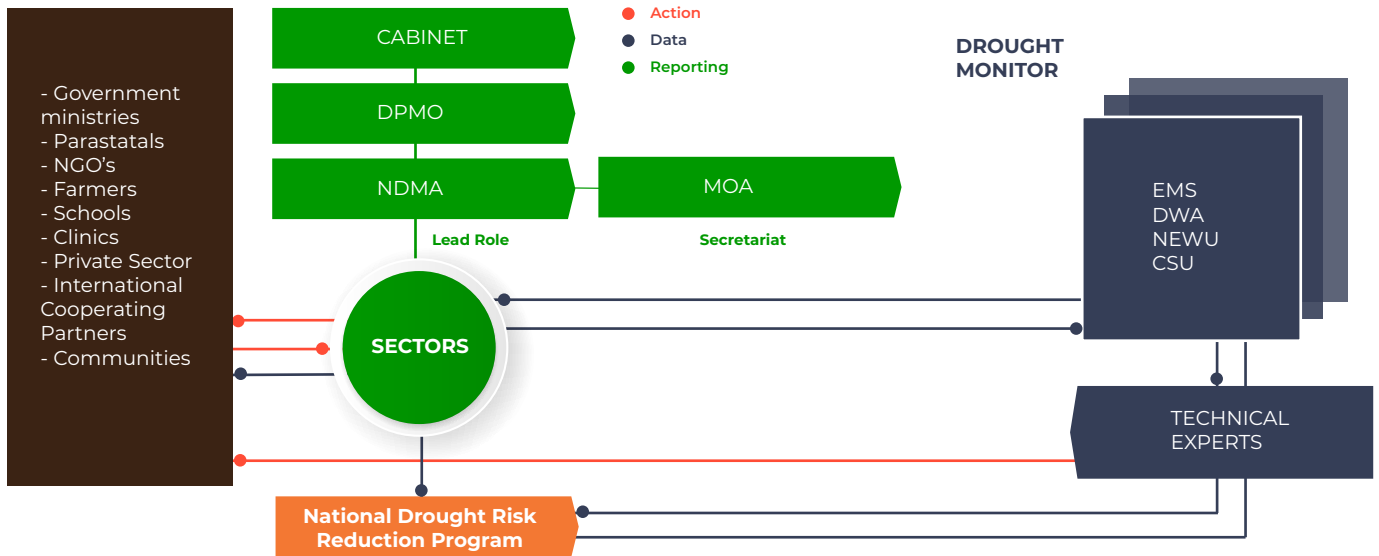 - Government
ministries
- Parastatals
- NGO’s
- Farmers
- Schools
- Clinics
- Private Sector
- International
Cooperating
Partners
- Communities
CABINET
DPMO
NDMA
MOA
Lead Role
Secretariat
Action
Data
Reporting
DROUGHT
MONITOR
EMS
DWA
NEWU
CSU
SECTORS
TECHNICAL
EXPERTS
National Drought Risk
Reduction Program